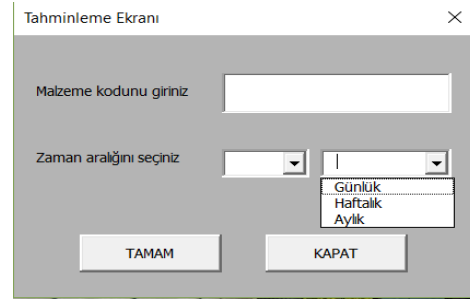 Tahminleme Ekranı
Malzeme kodunu giriniz
Zaman aralığını seçiniz
Günlük
Haftalık
Aylık
TAMAM KAPAT